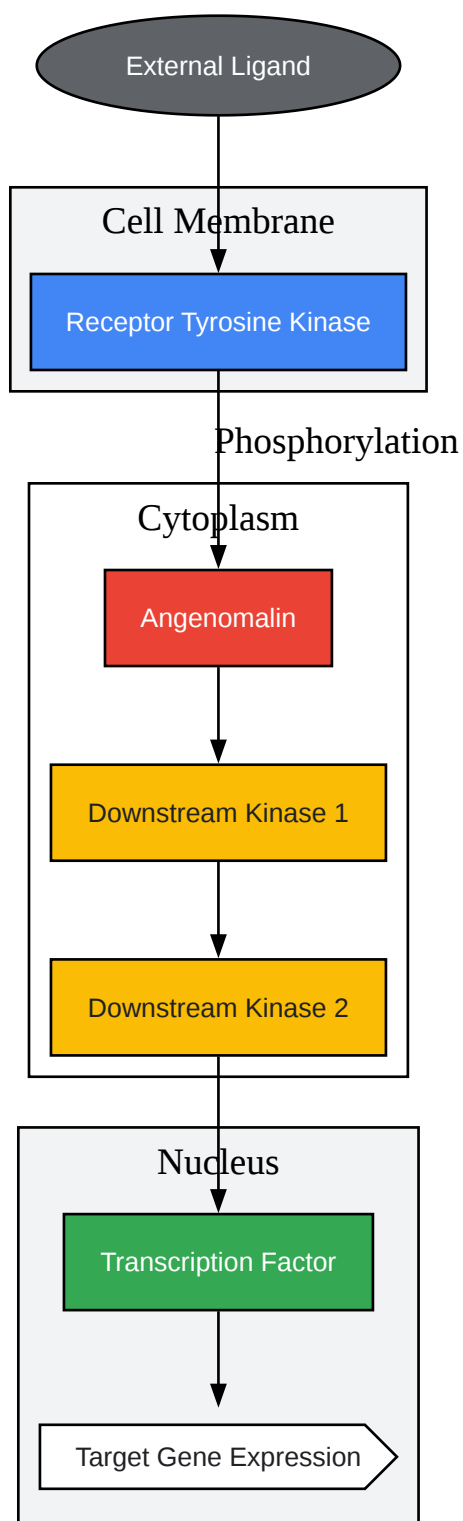 External Ligand
Cell Membrane
Receptor Tyrosine Kinase
Phosphorylation
Cytoplasm
Angenomalin
Downstream Kinase 1
Downstream Kinase 2
Nucleus
Transcription Factor
Target Gene Expression